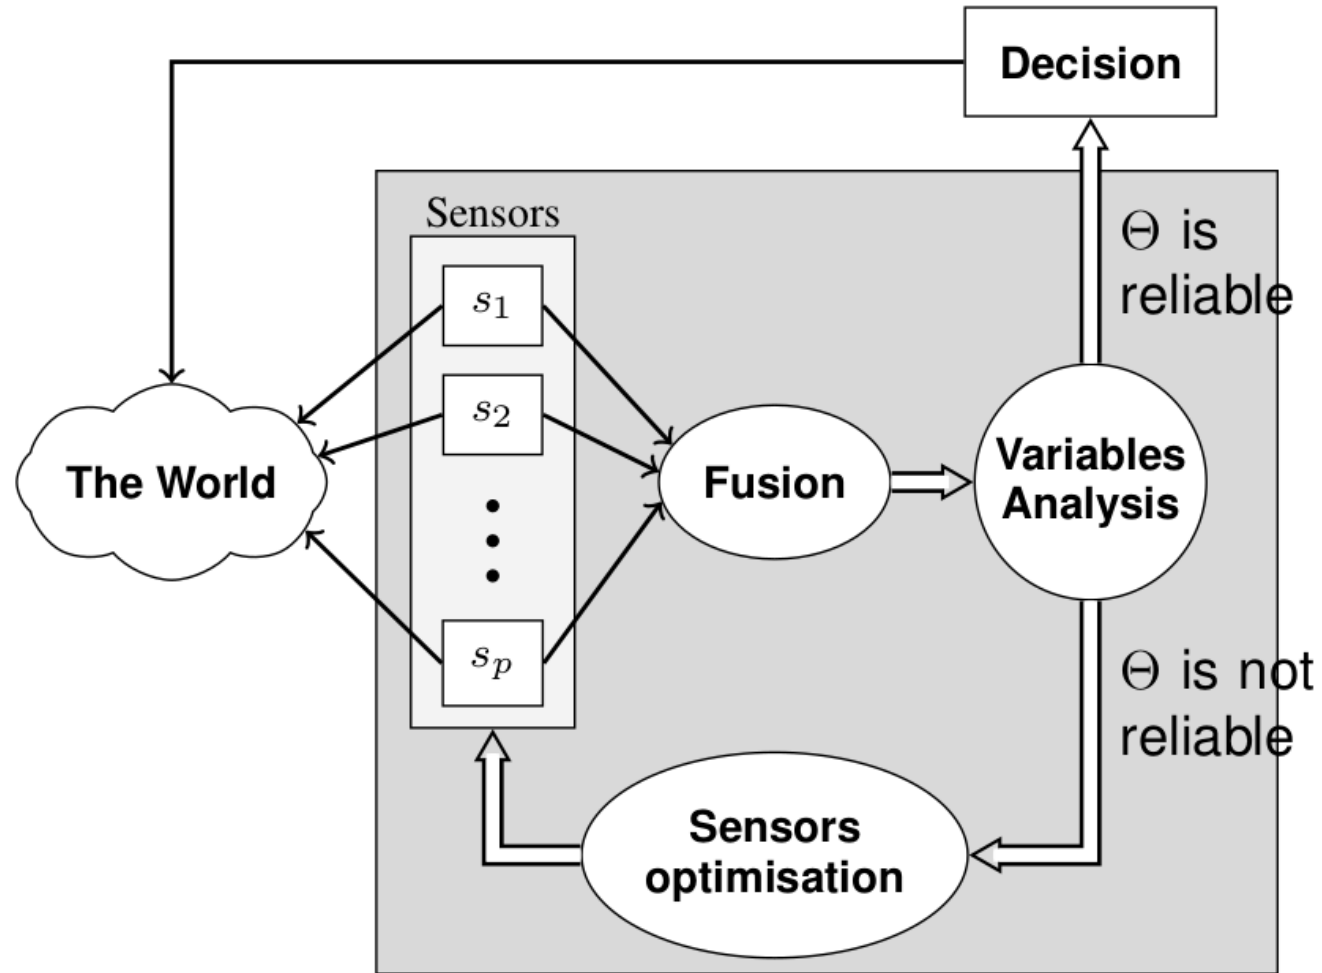 Decision
Sensors
Θ is
reliable
s1
s2
The World
Fusion
Variables
Analysis
sp
Θ is not
reliable
Sensors
optimisation